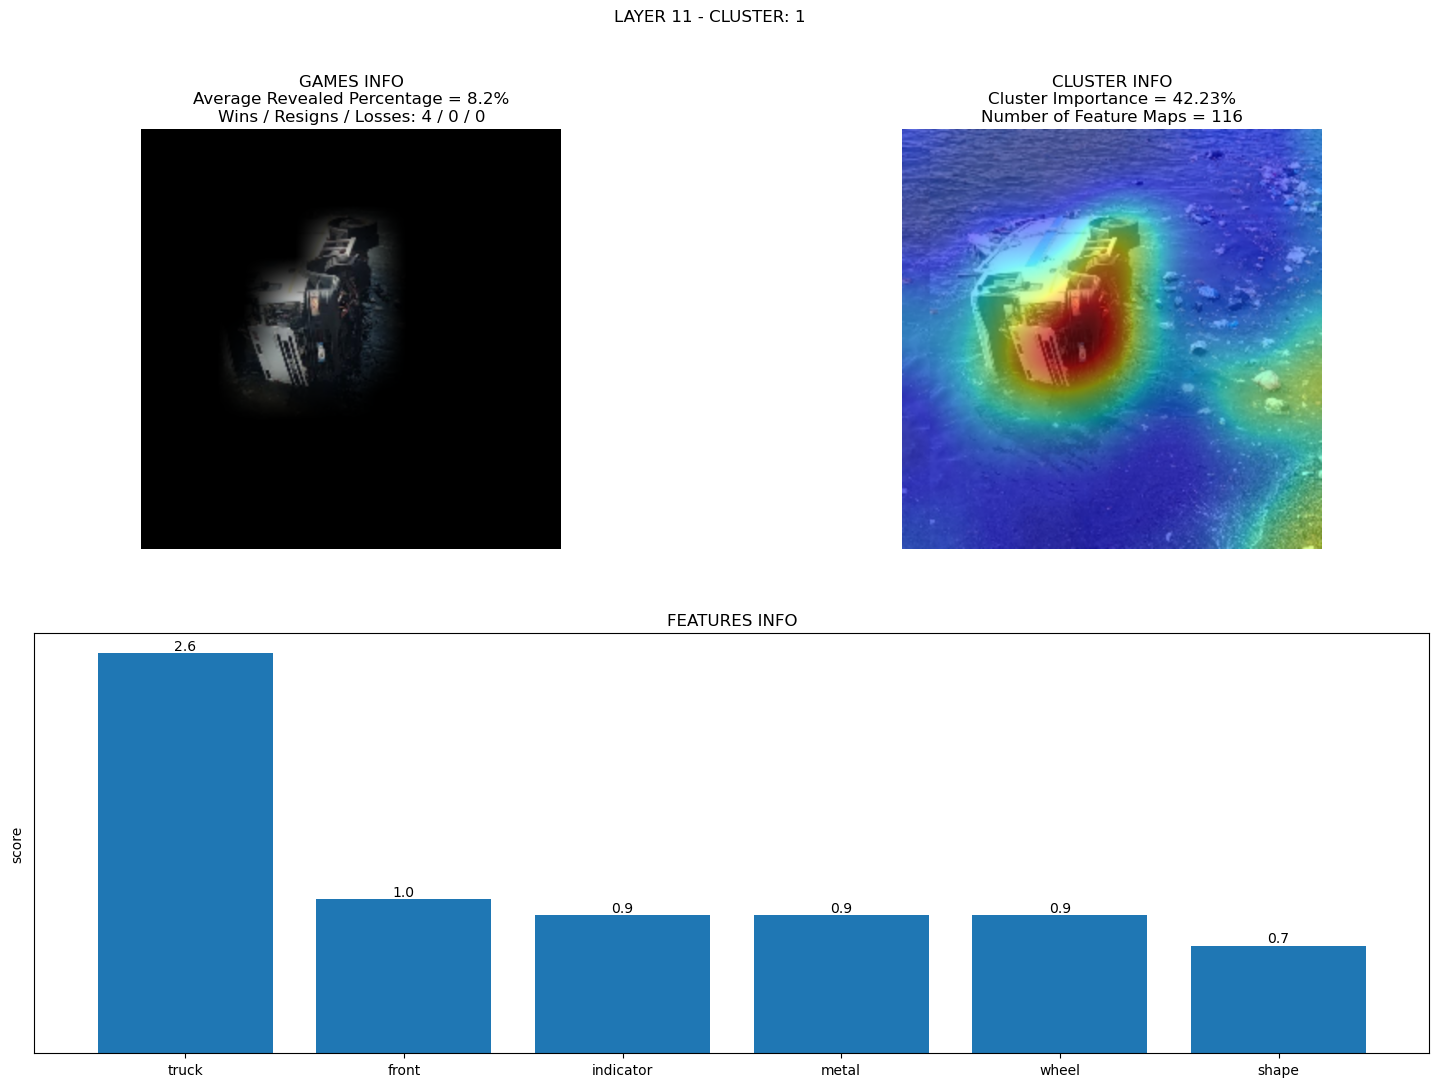 LAYER 11 - CLUSTER: 1
GAMES INFO
Average Revealed Percentage = 8.2%
Wins / Resigns / Losses: 4 / 0 / 0
CLUSTER INFO
Cluster Importance = 42.23%
Number of Feature Maps = 116
FEATURES INFO
score
2.6
1.0
0.9
0.9
0.9
0.7
truck
front
indicator
metal
wheel
shape